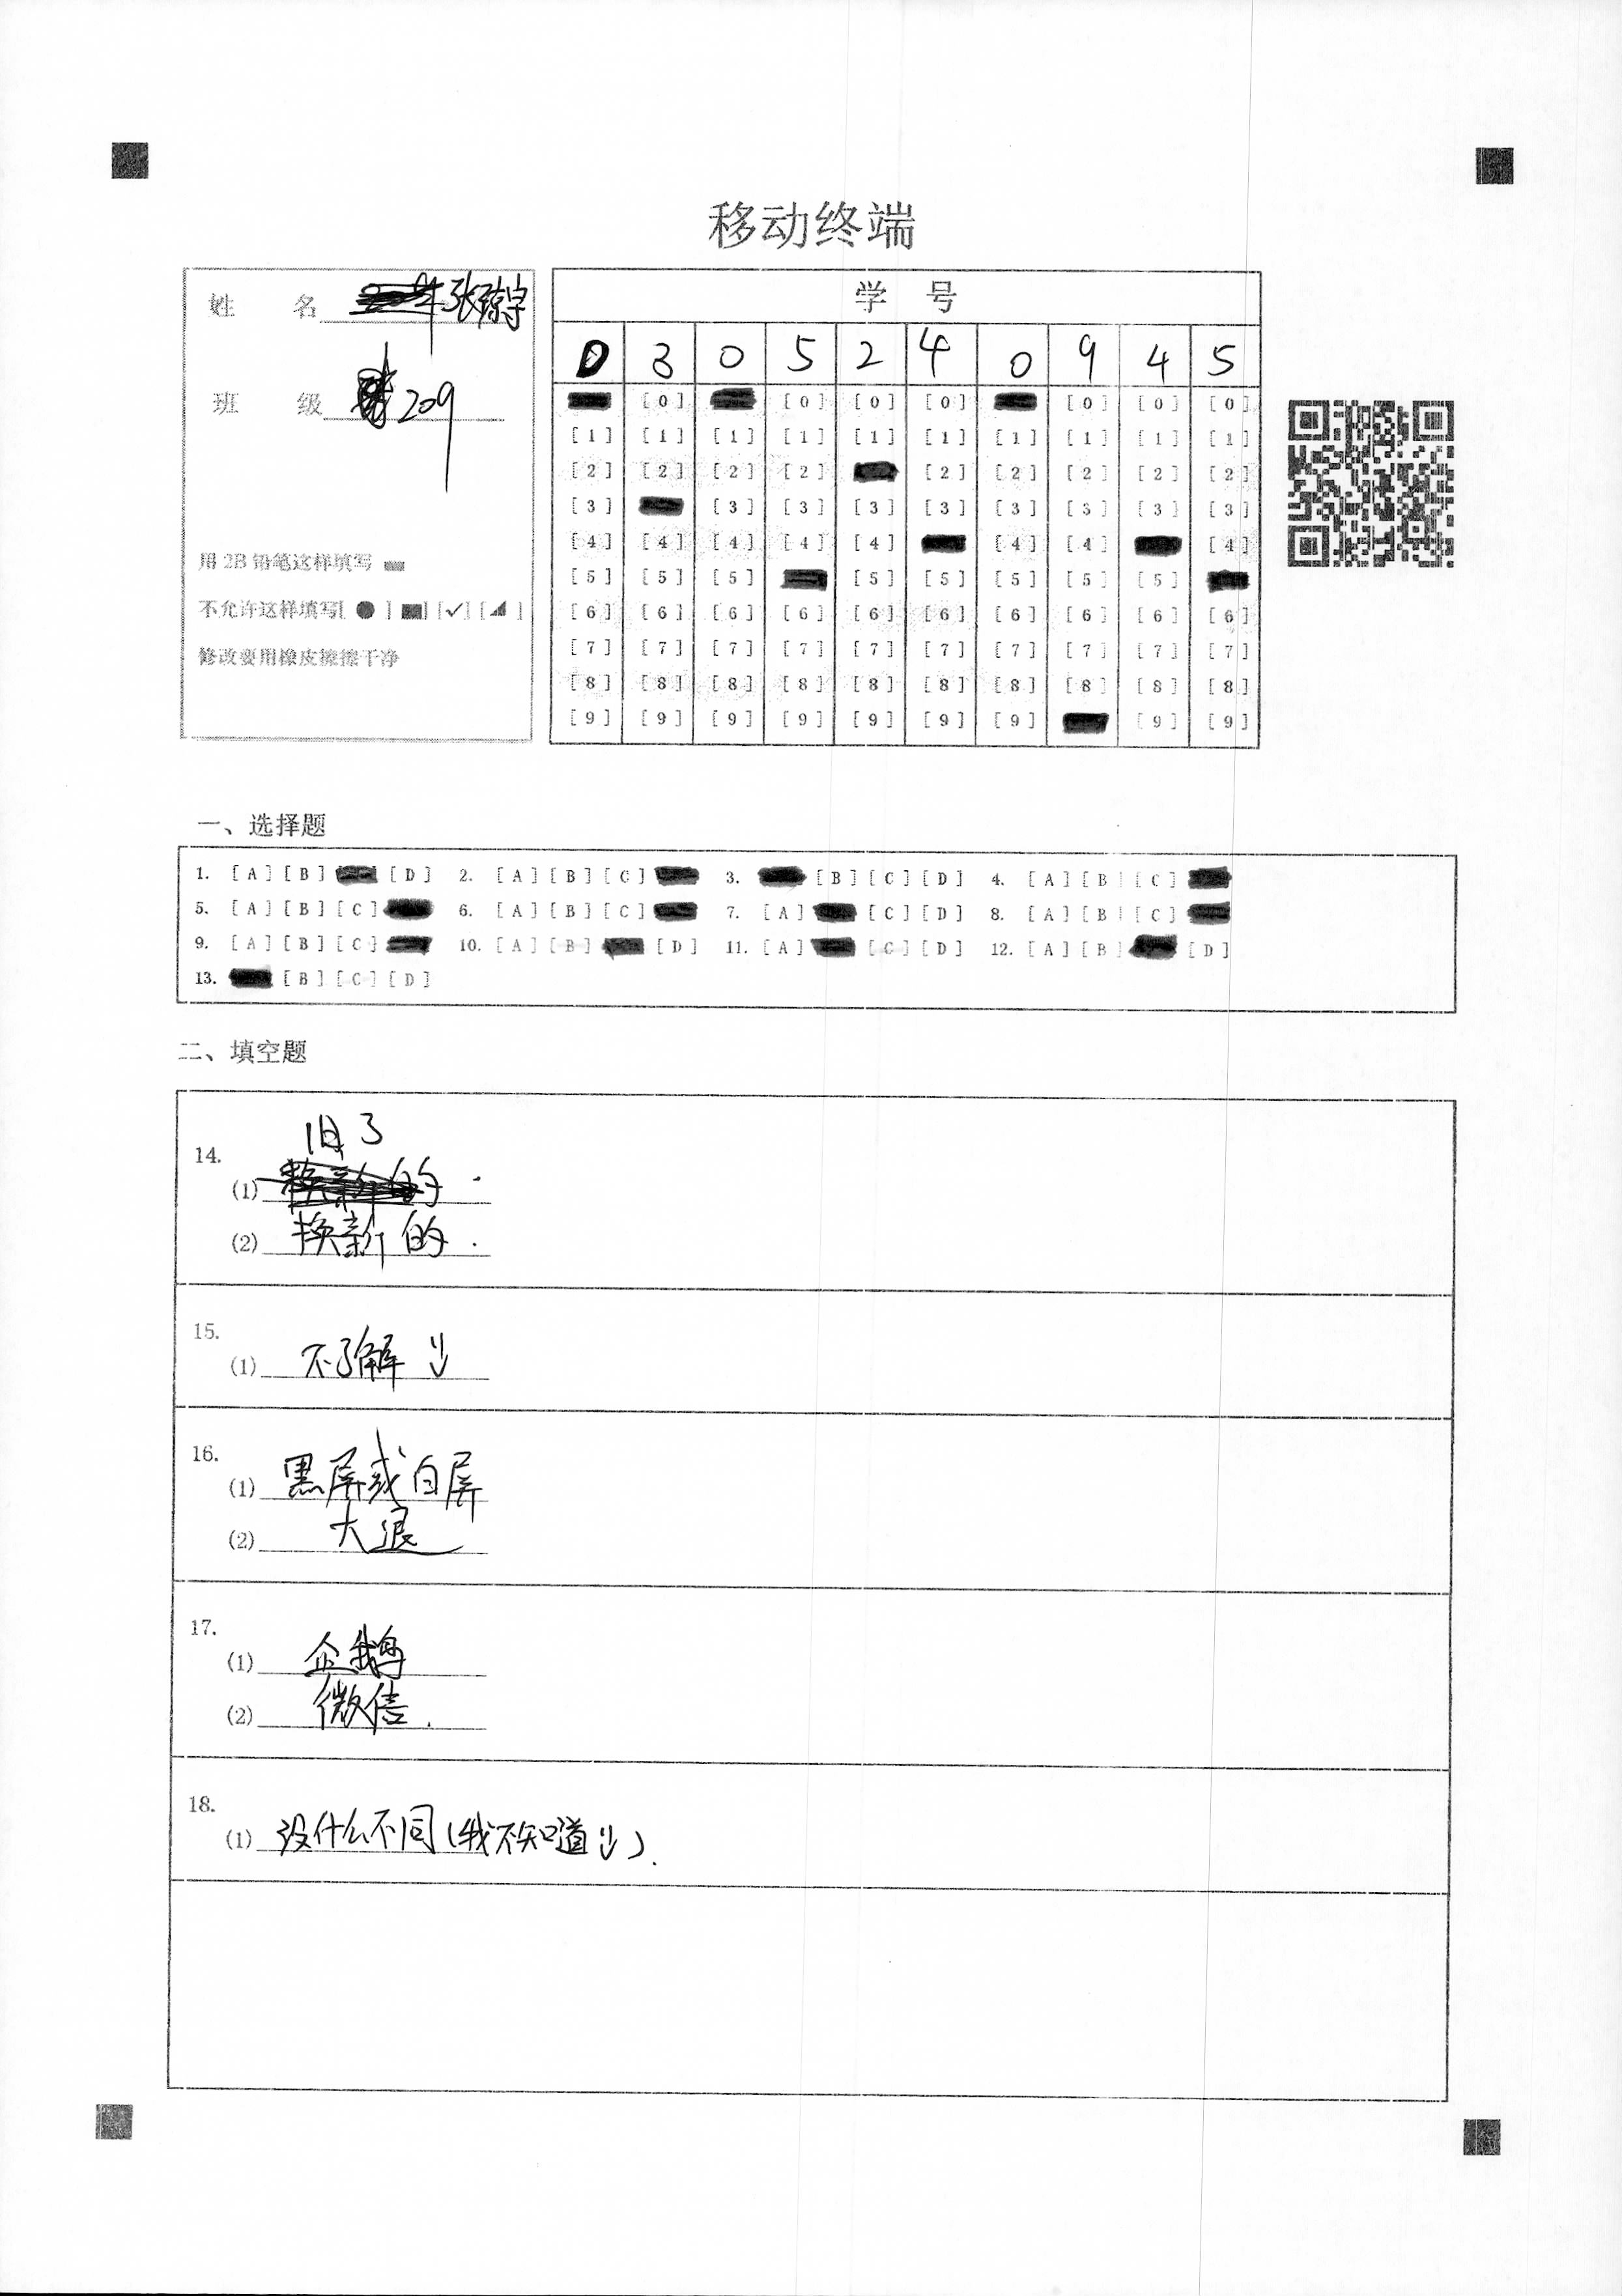 移动终端
姓 名 张琼宇
班 级 209
用 2B 铅笔这样填写
不允许这样填写[ ● ] [■] [✓] [◢ ]
修改要用橡皮擦擦干净
学 号
0 3 0 5 2 4 0 9 4 5
[0] [0] [0] [0] [0] [0] [0]
[1] [1] [1] [1] [1] [1] [1] [1] [1] [1]
[2] [2] [2] [2] [2] [2] [2] [2] [2]
[3] [3] [3] [3] [3] [3] [3] [3] [3]
[4] [4] [4] [4] [4] [4] [4] [4]
[5] [5] [5] [5] [5] [5] [5] [5]
[6] [6] [6] [6] [6] [6] [6] [6] [6] [6]
[7] [7] [7] [7] [7] [7] [7] [7] [7] [7]
[8] [8] [8] [8] [8] [8] [8] [8] [8] [8]
[9] [9] [9] [9] [9] [9] [9] [9] [9]
一、选择题
1. [A] [B] [D] 2. [A] [B] [C] 3. [B] [C] [D] 4. [A] [B] [C]
5. [A] [B] [C] 6. [A] [B] [C] 7. [A] [C] [D] 8. [A] [B] [C]
9. [A] [B] [C] 10. [A] [B] [D] 11. [A] [C] [D] 12. [A] [B] [D]
13. [B] [C] [D]
二、填空题
14.
旧了
(1) .
(2) 换新的 .
15.
(1) 不了解
16.
(1) 黑屏或白屏
(2) 大浪
17.
(1) 企鹅
(2) 微信 .
18.
(1) 没什么不同(我不知道 ).